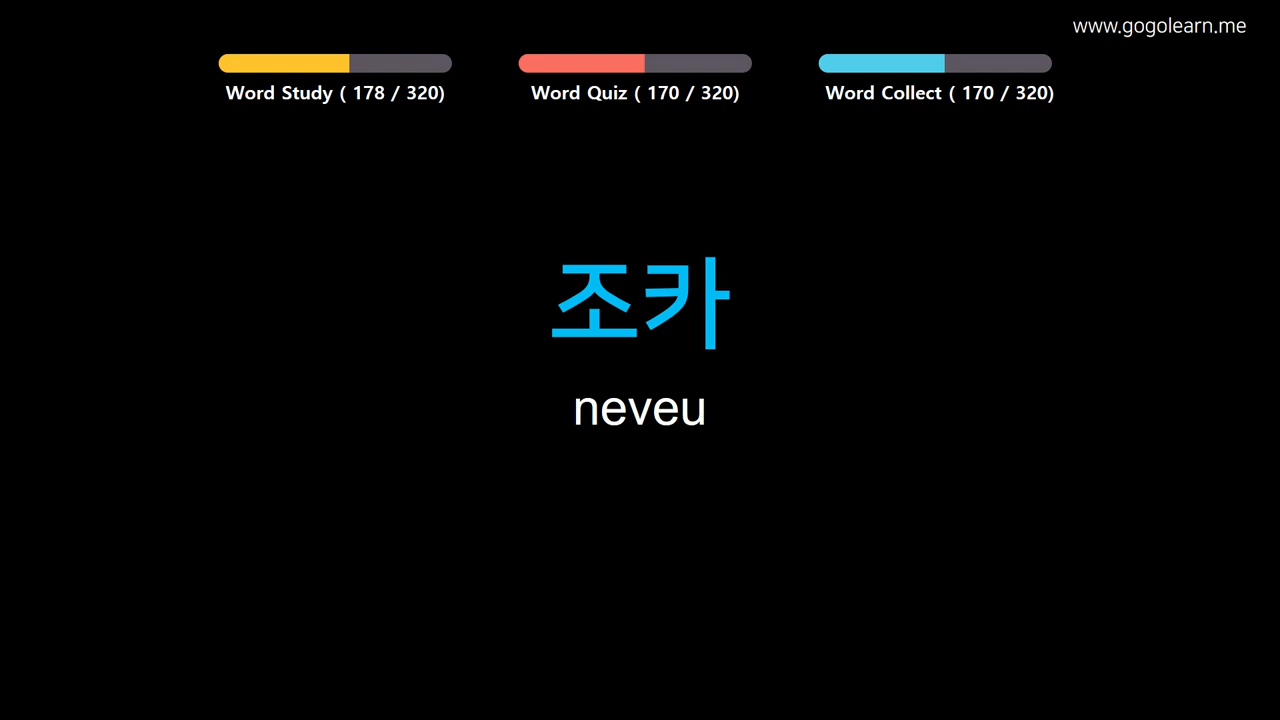 www.gogolearn.me
Word Study ( 178 / 320)
Word Quiz ( 170 / 320)
Word Collect ( 170 / 320)
조카
neveu